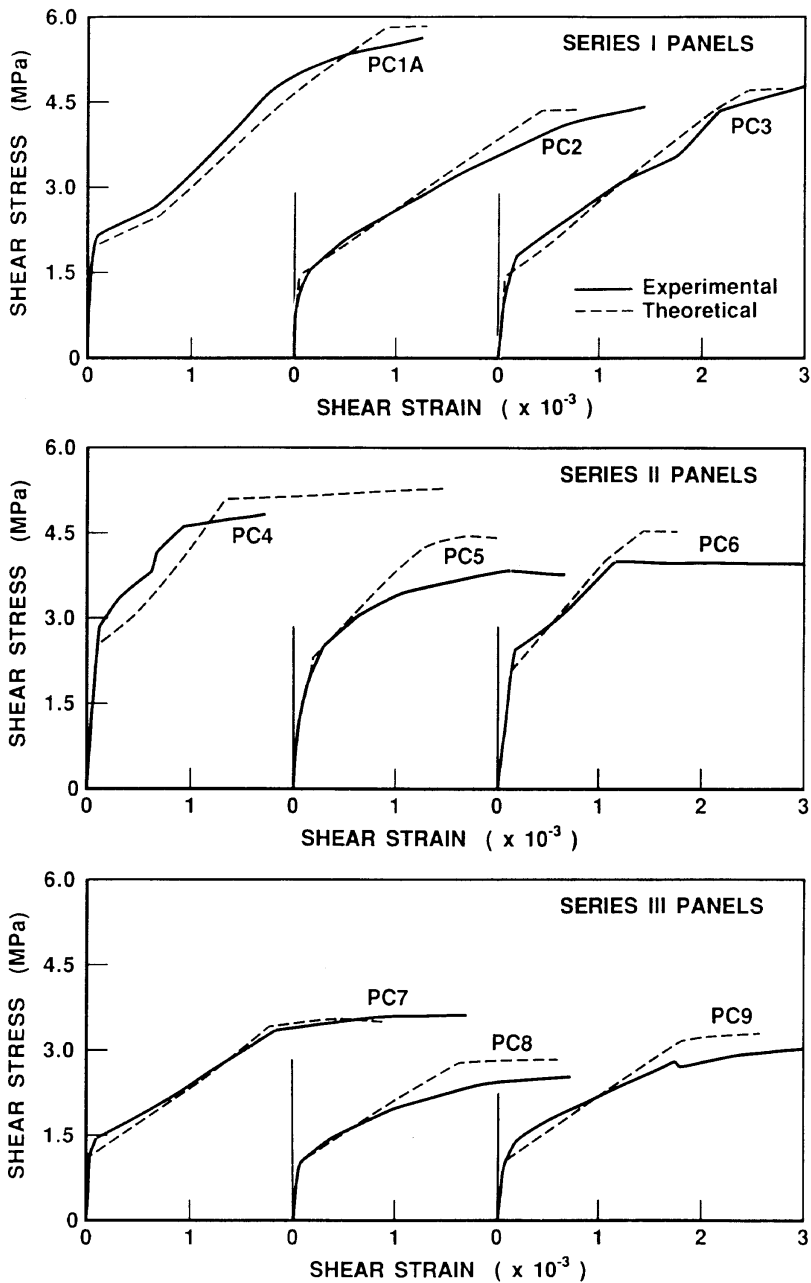 6.0
SERIES I PANELS
PC1A
4.5
PC2
PC3
SHEAR STRESS (MPa)
3.0
1.5
Experimental
Theoretical
0
0 1 0 1 0 1 2 3
SHEAR STRAIN ( x 10⁻³ )
6.0
SERIES II PANELS
PC4
PC5
PC6
4.5
SHEAR STRESS (MPa)
3.0
1.5
0
0 1 0 1 0 1 2 3
SHEAR STRAIN ( x 10⁻³ )
6.0
SERIES III PANELS
4.5
PC7
PC8
PC9
SHEAR STRESS (MPa)
3.0
1.5
0
0 1 0 1 0 1 2 3
SHEAR STRAIN ( x 10⁻³ )